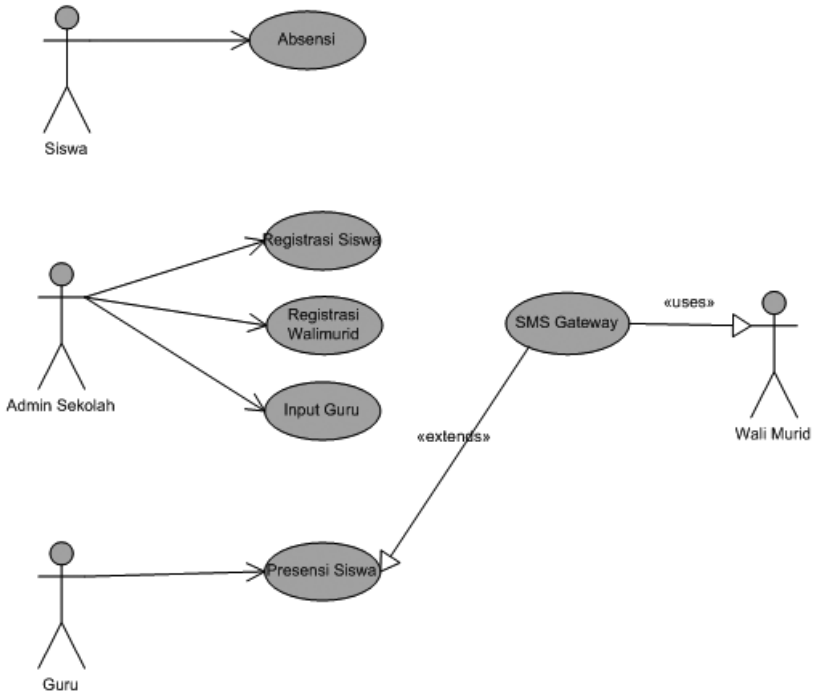 Absensi
Siswa
Registrasi Siswa
Registrasi
Walimurid
Input Guru
Admin Sekolah
SMS Gateway
«uses»
Wali Murid
«extends»
Presensi Siswa
Guru